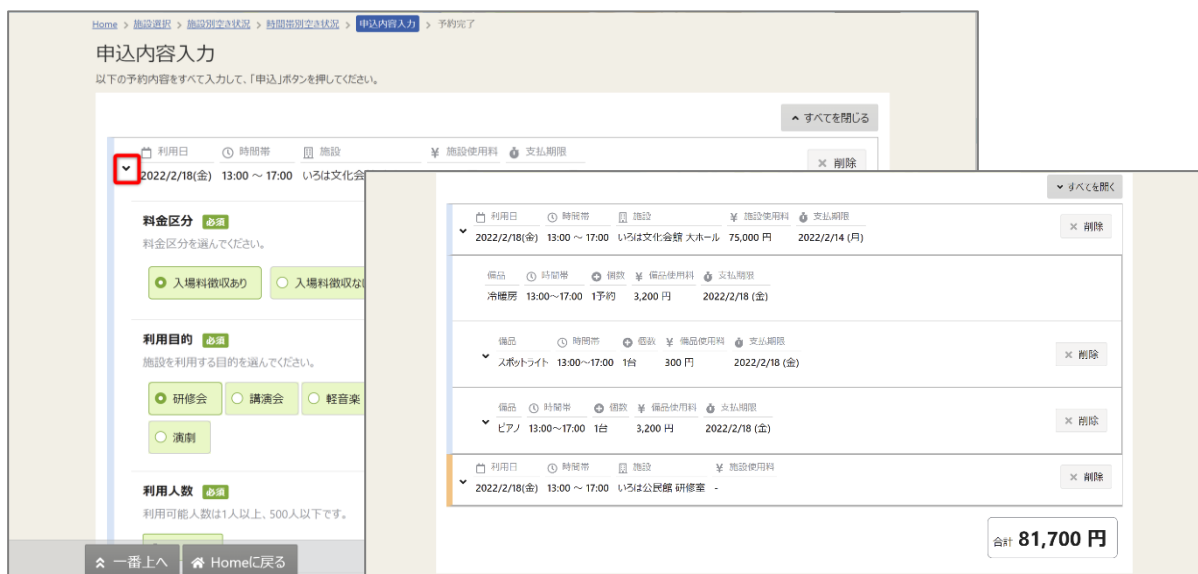 Home > 施設選択 > 施設別空き状況 > 時間帯別空き状況 > 申込内容入力 > 予約完了
申込内容入力
以下の予約内容をすべて入力して、「申込」ボタンを押してください。
すべてを閉じる
利用日 時間帯 施設 ¥ 施設使用料 支払期限
2022/2/18(金) 13:00 ～ 17:00 いろは文化会
× 削除
料金区分 必須
料金区分を選んでください。
入場料徴収あり 入場料徴収な
利用目的 必須
施設を利用する目的を選んでください。
研修会 講演会 軽音楽
演劇
利用人数 必須
利用可能人数は1人以上、500人以下です。
一番上へ Homeに戻る
すべてを開く
利用日 時間帯 施設 ¥ 施設使用料 支払期限
2022/2/18(金) 13:00 ～ 17:00 いろは文化会館 大ホール 75,000 円 2022/2/14 (月)
× 削除
備品 時間帯 個数 ¥ 備品使用料 支払期限
冷暖房 13:00～17:00 1予約 3,200 円 2022/2/18 (金)
備品 時間帯 個数 ¥ 備品使用料 支払期限
スポットライト 13:00～17:00 1台 300 円 2022/2/18 (金)
× 削除
備品 時間帯 個数 ¥ 備品使用料 支払期限
ピアノ 13:00～17:00 1台 3,200 円 2022/2/18 (金)
× 削除
利用日 時間帯 施設 ¥ 施設使用料
2022/2/18(金) 13:00 ～ 17:00 いろは公民館 研修室 -
× 削除
合計 81,700 円